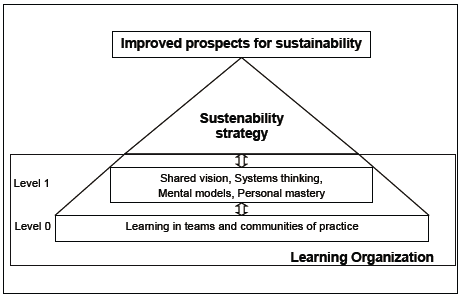 Improved prospects for sustainability
Sustenability
strategy
Level 1
Shared vision, Systems thinking,
Mental models, Personal mastery
Level 0
Learning in teams and communities of practice
Learning Organization